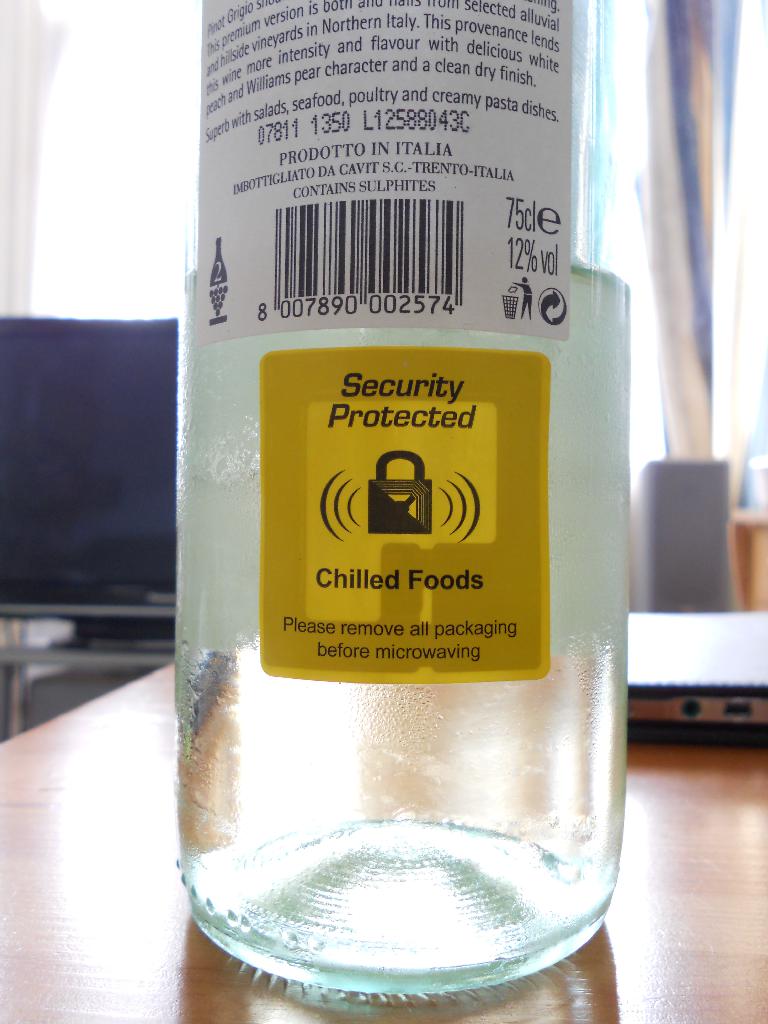 Pinot Grigio
This premium version is both and hails from selected alluvial
and hillside vineyards in Northern Italy. This provenance lends
this wine more intensity and flavour with delicious white
peach and Williams pear character and a clean dry finish.
Superb with salads, seafood, poultry and creamy pasta dishes.
07811 1350 L12588043C
PRODOTTO IN ITALIA
IMBOTTIGLIATO DA CAVIT S.C.-TRENTO-ITALIA
CONTAINS SULPHITES
75cl e
12% vol
2
8 007890 002574
Security
Protected
Chilled Foods
Please remove all packaging
before microwaving